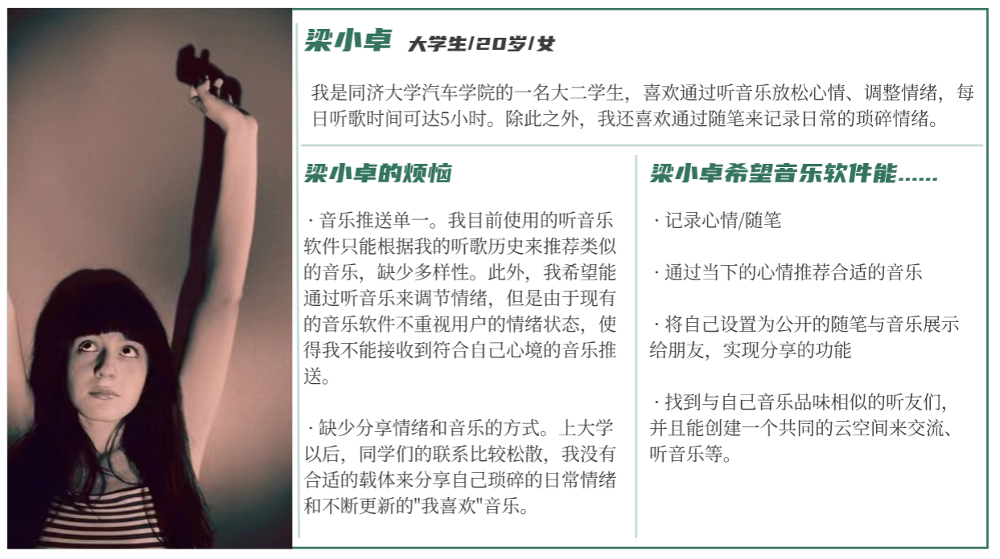 梁小卓 大学生/20岁/女
我是同济大学汽车学院的一名大二学生，喜欢通过听音乐放松心情、调整情绪，每
日听歌时间可达5小时。除此之外，我还喜欢通过随笔来记录日常的琐碎情绪。
梁小卓的烦恼
· 音乐推送单一。我目前使用的听音乐
软件只能根据我的听歌历史来推荐类似
的音乐，缺少多样性。此外，我希望能
通过听音乐来调节情绪，但是由于现有
的音乐软件不重视用户的情绪状态，使
得我不能接收到符合自己心境的音乐推
送。
· 缺少分享情绪和音乐的方式。上大学
以后，同学们的联系比较松散，我没有
合适的载体来分享自己琐碎的日常情绪
和不断更新的"我喜欢"音乐。
梁小卓希望音乐软件能......
· 记录心情/随笔
· 通过当下的心情推荐合适的音乐
· 将自己设置为公开的随笔与音乐展示
给朋友，实现分享的功能
· 找到与自己音乐品味相似的听友们，
并且能创建一个共同的云空间来交流、
听音乐等。